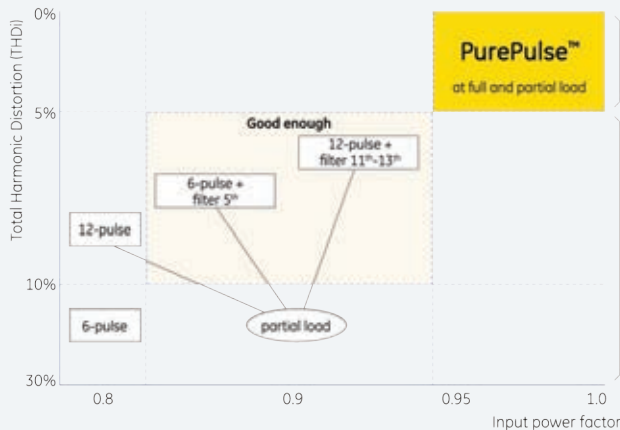 Total Harmonic Distortion (THDi)
0%
5%
10%
30%
PurePulse™
at full and partial load
Good enough
12-pulse +
filter 11th-13th
6-pulse +
filter 5th
12-pulse
6-pulse
partial load
0.8
0.9
0.95
1.0
Input power factor